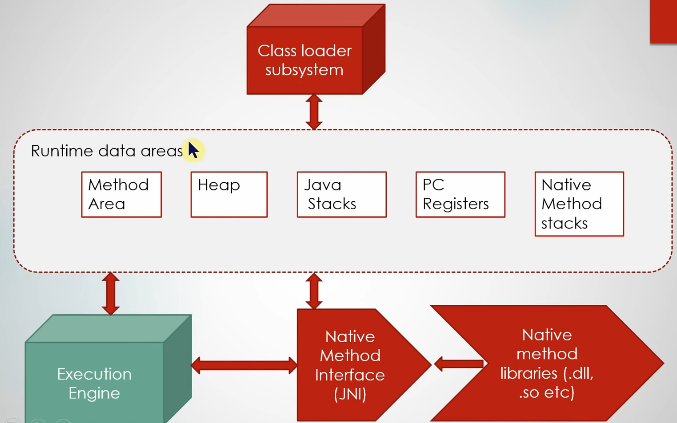 Class loader
subsystem
Runtime data areas
Method
Area
Heap
Java
Stacks
PC
Registers
Native
Method
stacks
Execution
Engine
Native
Method
Interface
(JNI)
Native
method
libraries (.dll,
.so etc)